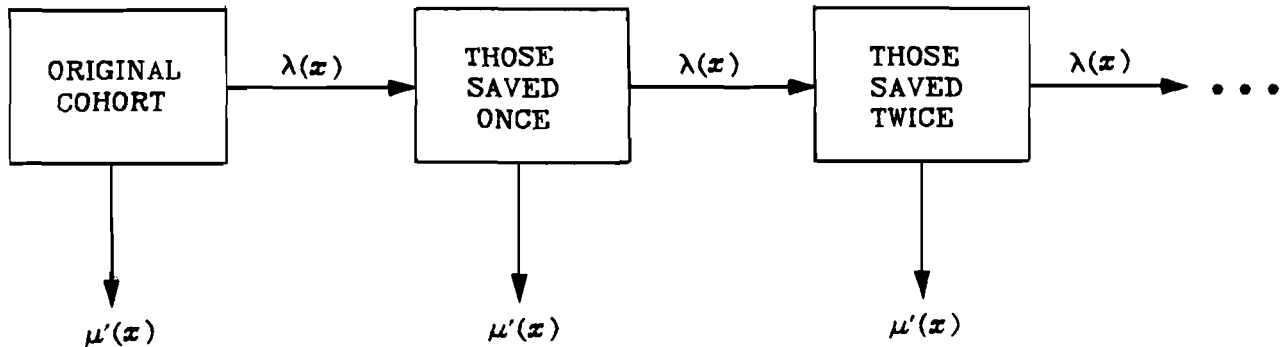 ORIGINAL
COHORT
λ(x)
THOSE
SAVED
ONCE
λ(x)
THOSE
SAVED
TWICE
λ(x)
• • •
μ′(x)
μ′(x)
μ′(x)